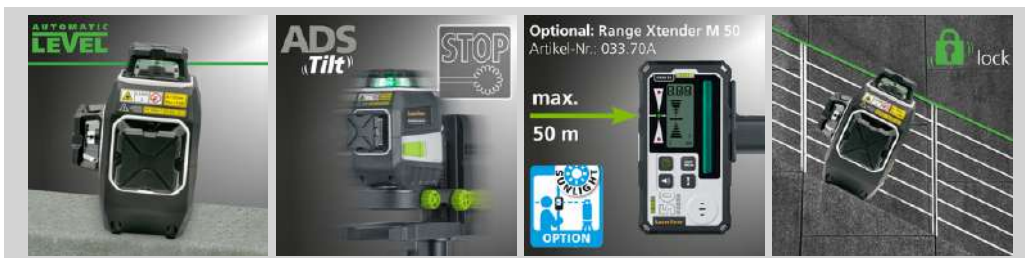 AUTOMATIC
LEVEL
ADS
Tilt
STOP
Optional: Range Xtender M 50
Artikel-Nr.: 033.70A
max.
50 m
SUNLIGHT
OPTION
lock